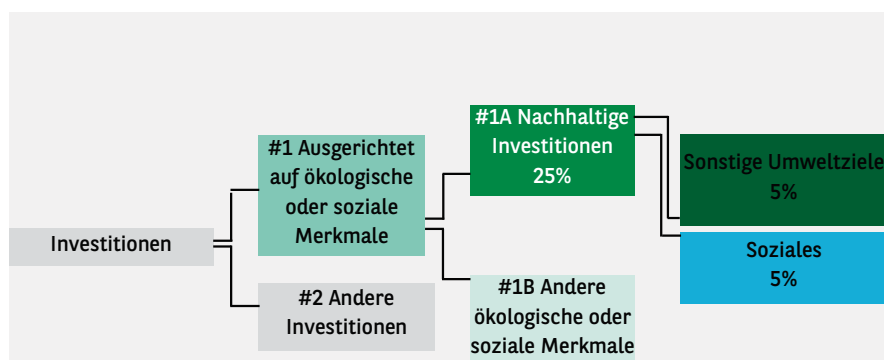 Investitionen
#1 Ausgerichtet
auf ökologische
oder soziale
Merkmale
#2 Andere
Investitionen
#1A Nachhaltige
Investitionen
25%
#1B Andere
ökologische oder
soziale Merkmale
Sonstige Umweltziele
5%
Soziales
5%